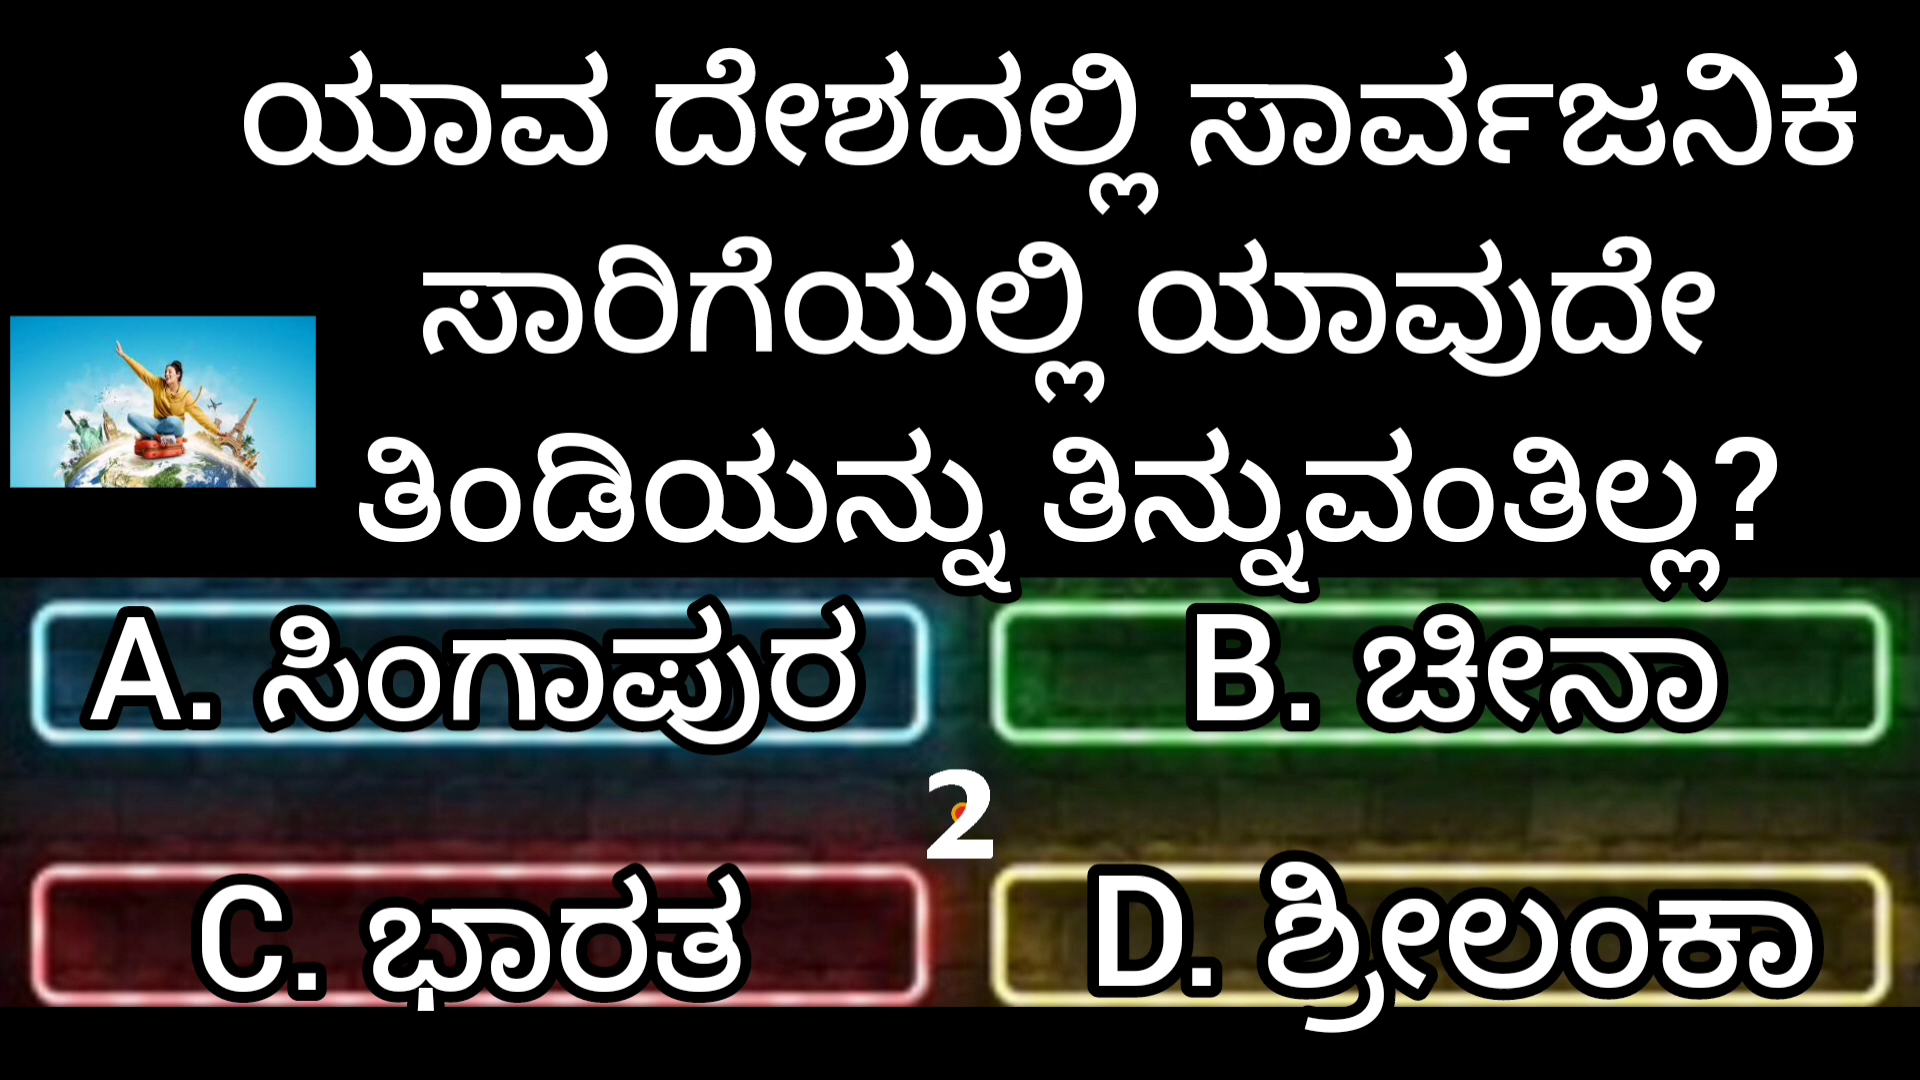 ಯಾವ ದೇಶದಲ್ಲಿ ಸಾರ್ವಜನಿಕ
ಸಾರಿಗೆಯಲ್ಲಿ ಯಾವುದೇ
ತಿಂಡಿಯನ್ನು ತಿನ್ನುವಂತಿಲ್ಲ?
A. ಸಿಂಗಾಪುರ
B. ಚೀನಾ
2
C. ಭಾರತ
D. ಶ್ರೀಲಂಕಾ